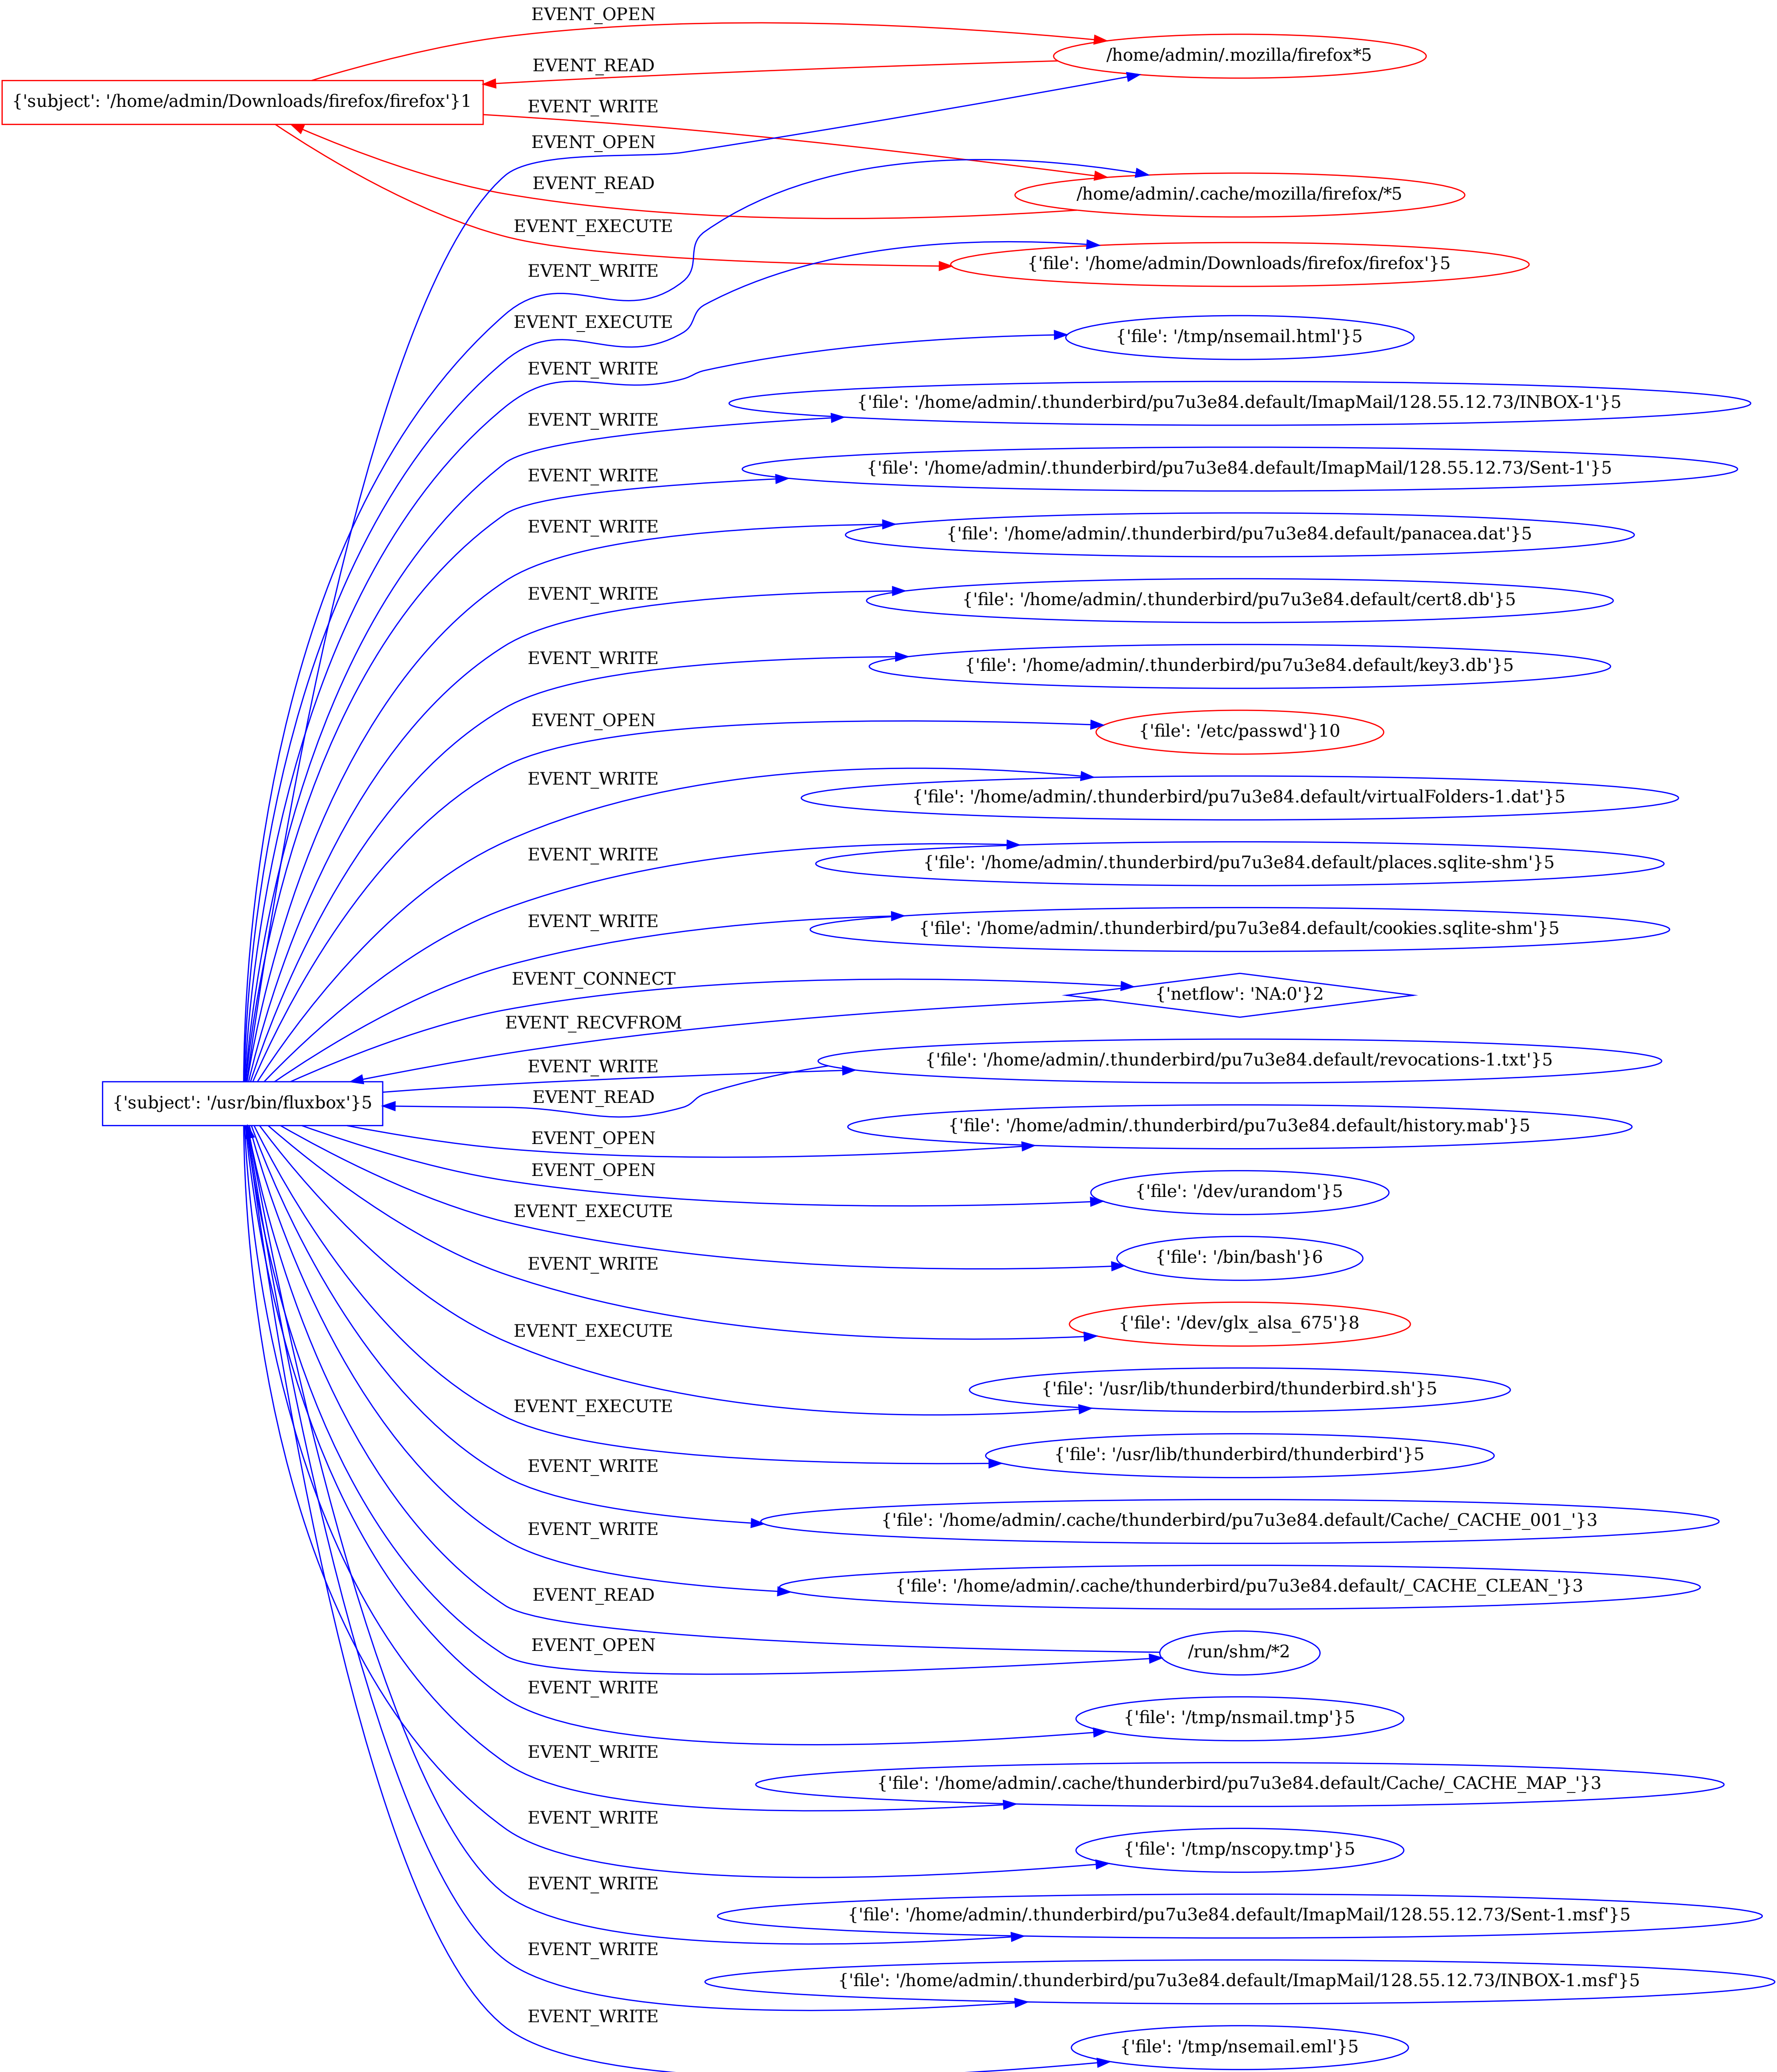 EVENT_OPEN
/home/admin/.mozilla/firefox*5
EVENT_READ
{'subject': '/home/admin/Downloads/firefox/firefox'}1
EVENT_WRITE
EVENT_OPEN
EVENT_READ
/home/admin/.cache/mozilla/firefox/*5
EVENT_EXECUTE
{'file': '/home/admin/Downloads/firefox/firefox'}5
EVENT_WRITE
EVENT_EXECUTE
{'file': '/tmp/nsemail.html'}5
EVENT_WRITE
{'file': '/home/admin/.thunderbird/pu7u3e84.default/ImapMail/128.55.12.73/INBOX-1'}5
EVENT_WRITE
{'file': '/home/admin/.thunderbird/pu7u3e84.default/ImapMail/128.55.12.73/Sent-1'}5
EVENT_WRITE
EVENT_WRITE
{'file': '/home/admin/.thunderbird/pu7u3e84.default/panacea.dat'}5
EVENT_WRITE
{'file': '/home/admin/.thunderbird/pu7u3e84.default/cert8.db'}5
EVENT_WRITE
{'file': '/home/admin/.thunderbird/pu7u3e84.default/key3.db'}5
EVENT_OPEN
{'file': '/etc/passwd'}10
EVENT_WRITE
{'file': '/home/admin/.thunderbird/pu7u3e84.default/virtualFolders-1.dat'}5
EVENT_WRITE
{'file': '/home/admin/.thunderbird/pu7u3e84.default/places.sqlite-shm'}5
EVENT_WRITE
{'file': '/home/admin/.thunderbird/pu7u3e84.default/cookies.sqlite-shm'}5
EVENT_CONNECT
{'netflow': 'NA:0'}2
EVENT_RECVFROM
{'file': '/home/admin/.thunderbird/pu7u3e84.default/revocations-1.txt'}5
EVENT_WRITE
EVENT_READ
{'subject': '/usr/bin/fluxbox'}5
{'file': '/home/admin/.thunderbird/pu7u3e84.default/history.mab'}5
EVENT_OPEN
EVENT_OPEN
{'file': '/dev/urandom'}5
EVENT_EXECUTE
{'file': '/bin/bash'}6
EVENT_WRITE
{'file': '/dev/glx_alsa_675'}8
EVENT_EXECUTE
{'file': '/usr/lib/thunderbird/thunderbird.sh'}5
EVENT_EXECUTE
{'file': '/usr/lib/thunderbird/thunderbird'}5
EVENT_WRITE
{'file': '/home/admin/.cache/thunderbird/pu7u3e84.default/Cache/_CACHE_001_'}3
EVENT_WRITE
{'file': '/home/admin/.cache/thunderbird/pu7u3e84.default/_CACHE_CLEAN_'}3
EVENT_READ
EVENT_OPEN
/run/shm/*2
EVENT_WRITE
{'file': '/tmp/nsmail.tmp'}5
EVENT_WRITE
{'file': '/home/admin/.cache/thunderbird/pu7u3e84.default/Cache/_CACHE_MAP_'}3
EVENT_WRITE
{'file': '/tmp/nscopy.tmp'}5
EVENT_WRITE
{'file': '/home/admin/.thunderbird/pu7u3e84.default/ImapMail/128.55.12.73/Sent-1.msf'}5
EVENT_WRITE
{'file': '/home/admin/.thunderbird/pu7u3e84.default/ImapMail/128.55.12.73/INBOX-1.msf'}5
EVENT_WRITE
{'file': '/tmp/nsemail.eml'}5